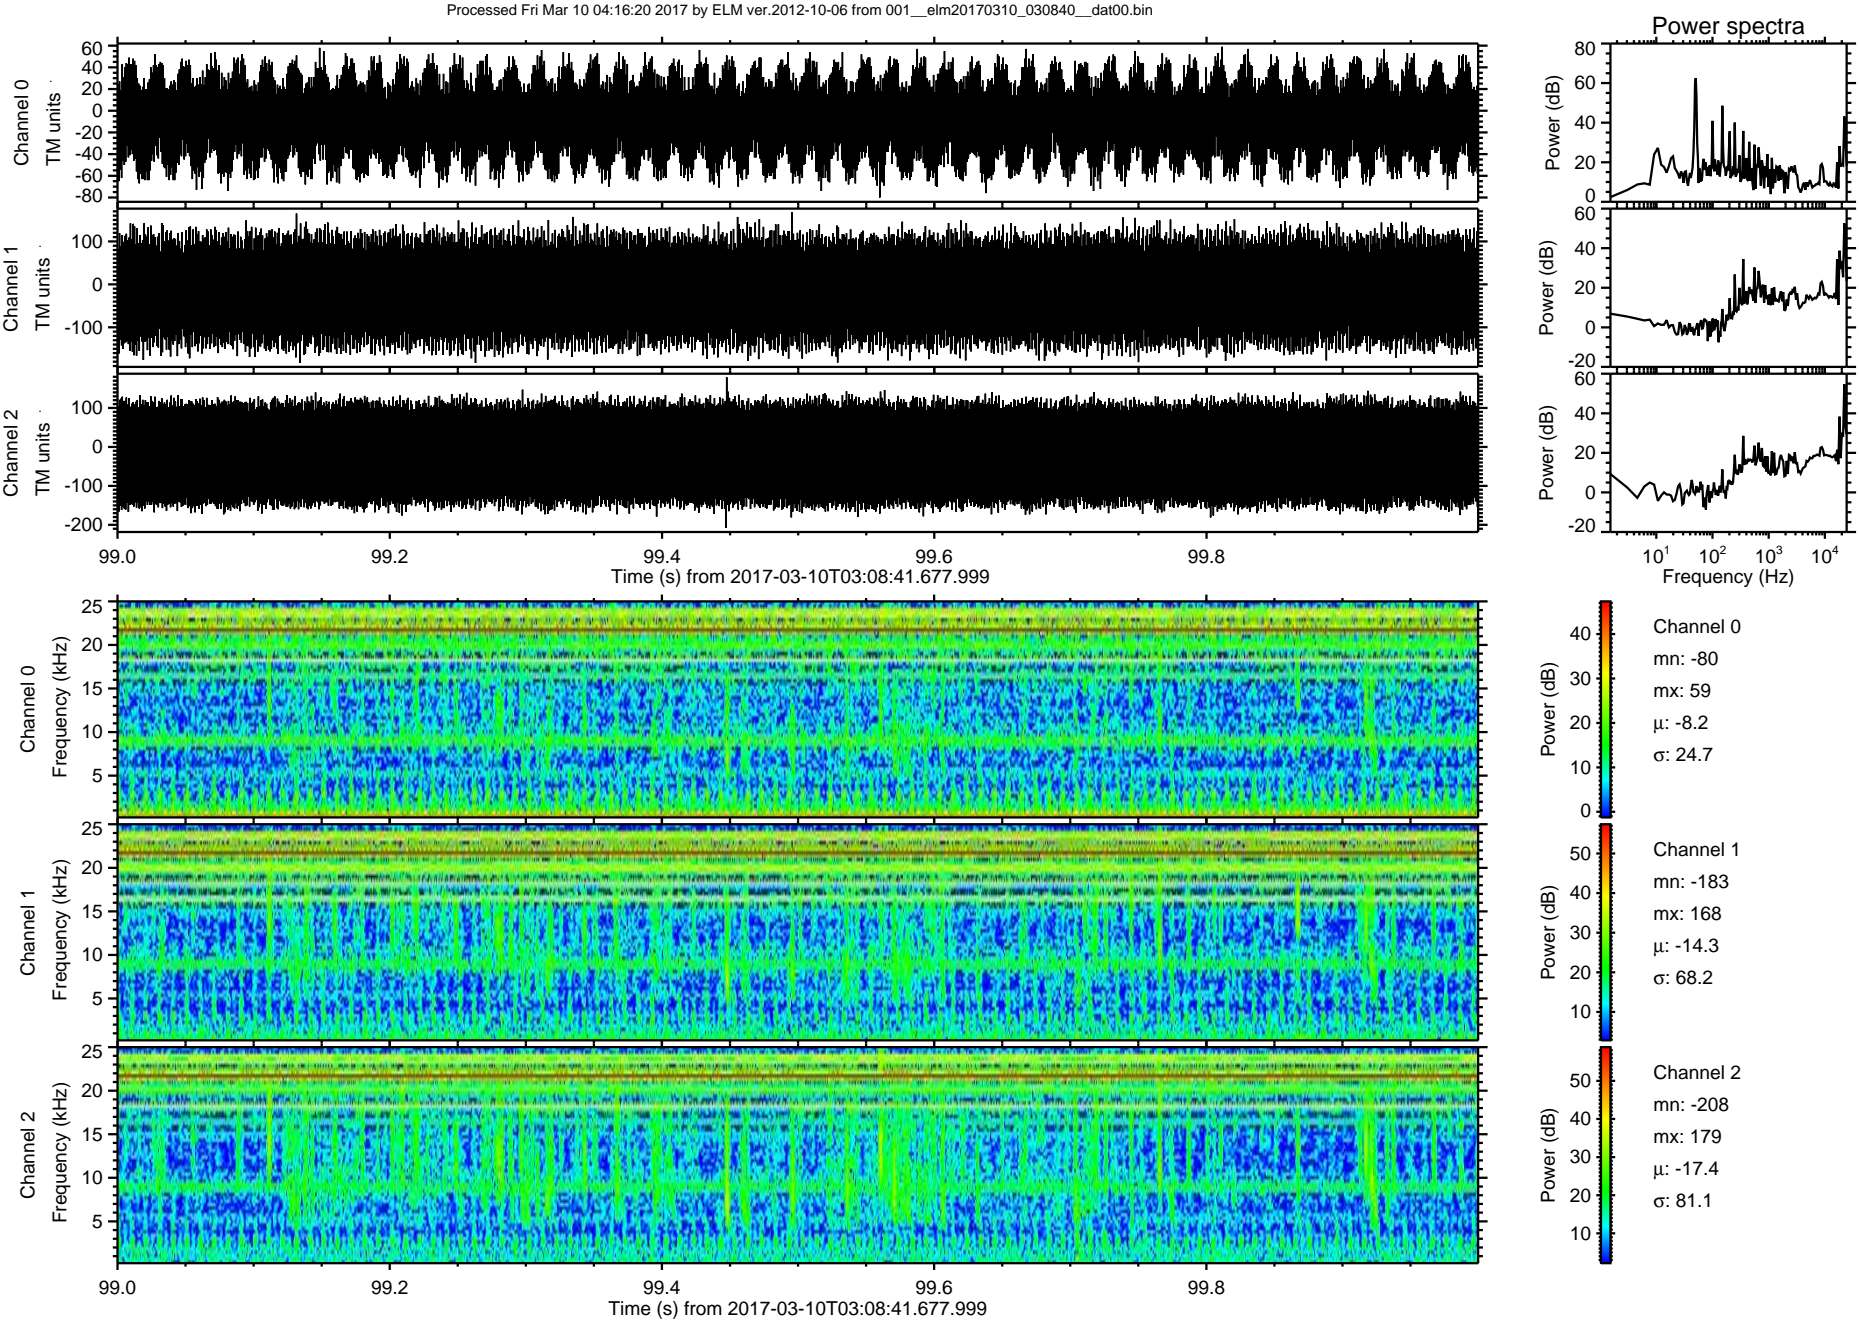 Processed Fri Mar 10 04:16:20 2017 by ELM ver.2012-10-06 from 001__elm20170310_030840__dat00.bin
Power spectra
Channel 0
TM units
60
40
20
0
-20
-40
-60
-80
Power (dB)
80
60
40
20
0
Channel 1
TM units
100
0
-100
Power (dB)
60
40
20
0
-20
Channel 2
TM units
100
0
-100
-200
Power (dB)
60
40
20
0
-20
99.0 99.2 99.4 99.6 99.8
Time (s) from 2017-03-10T03:08:41.677.999
10^1 10^2 10^3 10^4
Frequency (Hz)
Channel 0
Frequency (kHz)
25
20
15
10
5
Power (dB)
40
30
20
10
0
Channel 0
mn: -80
mx: 59
μ: -8.2
σ: 24.7
Channel 1
Frequency (kHz)
25
20
15
10
5
Power (dB)
50
40
30
20
10
Channel 1
mn: -183
mx: 168
μ: -14.3
σ: 68.2
Channel 2
Frequency (kHz)
25
20
15
10
5
Power (dB)
50
40
30
20
10
Channel 2
mn: -208
mx: 179
μ: -17.4
σ: 81.1
99.0 99.2 99.4 99.6 99.8
Time (s) from 2017-03-10T03:08:41.677.999